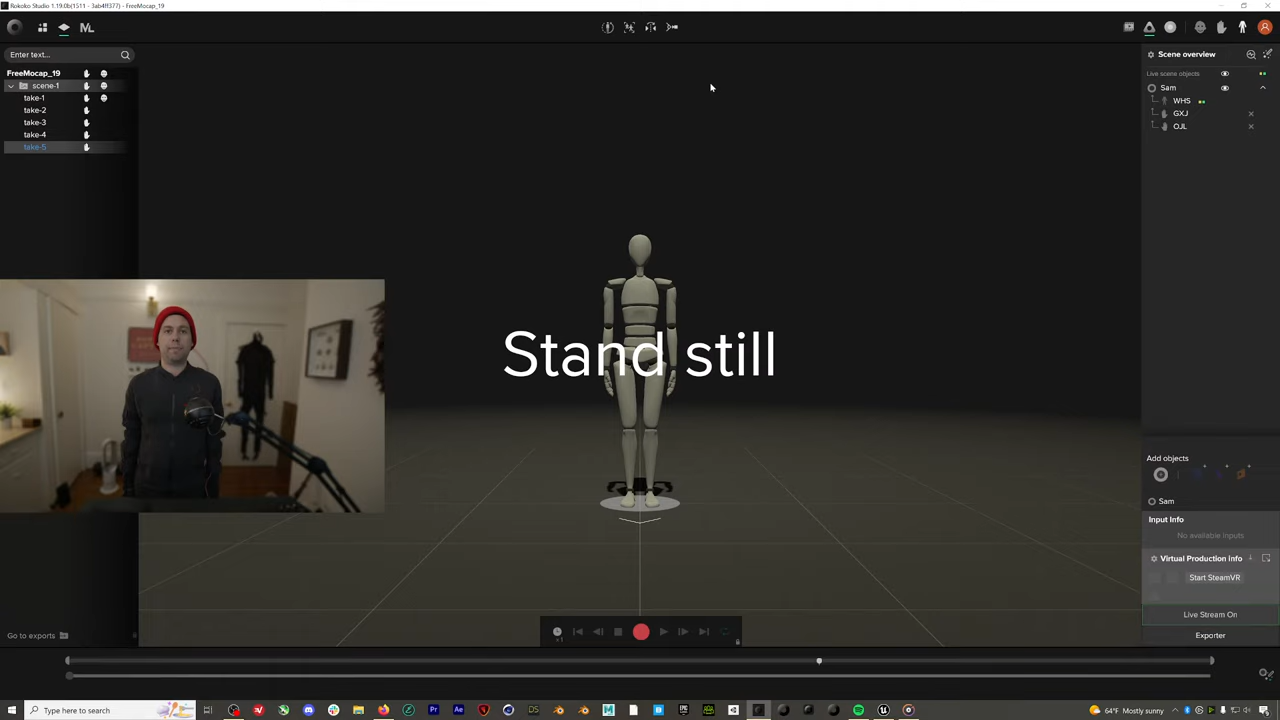 Rokoko Studio 1.19.0b(1511 - 3ab4ff377) - FreeMocap_19
ML
Enter text...
Scene overview
FreeMocap_19
Live scene objects
scene-1
Sam
take-1
WHS
take-2
GXJ
take-3
OJL
take-4
take-5
Stand still
Add objects
Sam
Input Info
No available inputs
Virtual Production info
Start SteamVR
Live Stream On
Go to exports
Exporter
Type here to search
64°F Mostly sunny